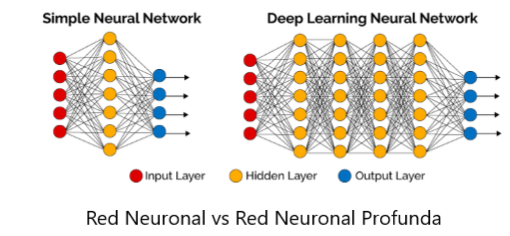 Simple Neural Network
Deep Learning Neural Network
Input Layer
Hidden Layer
Output Layer
Red Neuronal vs Red Neuronal Profunda